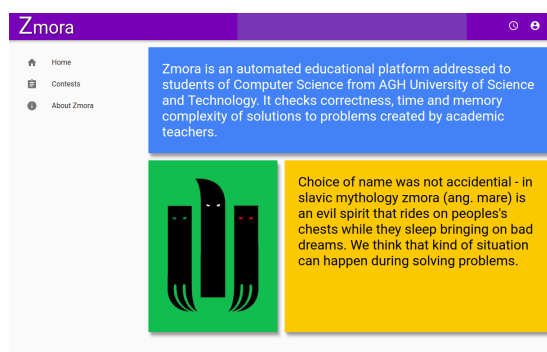 Zmora
Home
Contests
About Zmora
Zmora is an automated educational platform addressed to
students of Computer Science from AGH University of Science
and Technology. It checks correctness, time and memory
complexity of solutions to problems created by academic
teachers.
Choice of name was not accidential - in
slavic mythology zmora (ang. mare) is
an evil spirit that rides on peoples's
chests while they sleep bringing on bad
dreams. We think that kind of situation
can happen during solving problems.